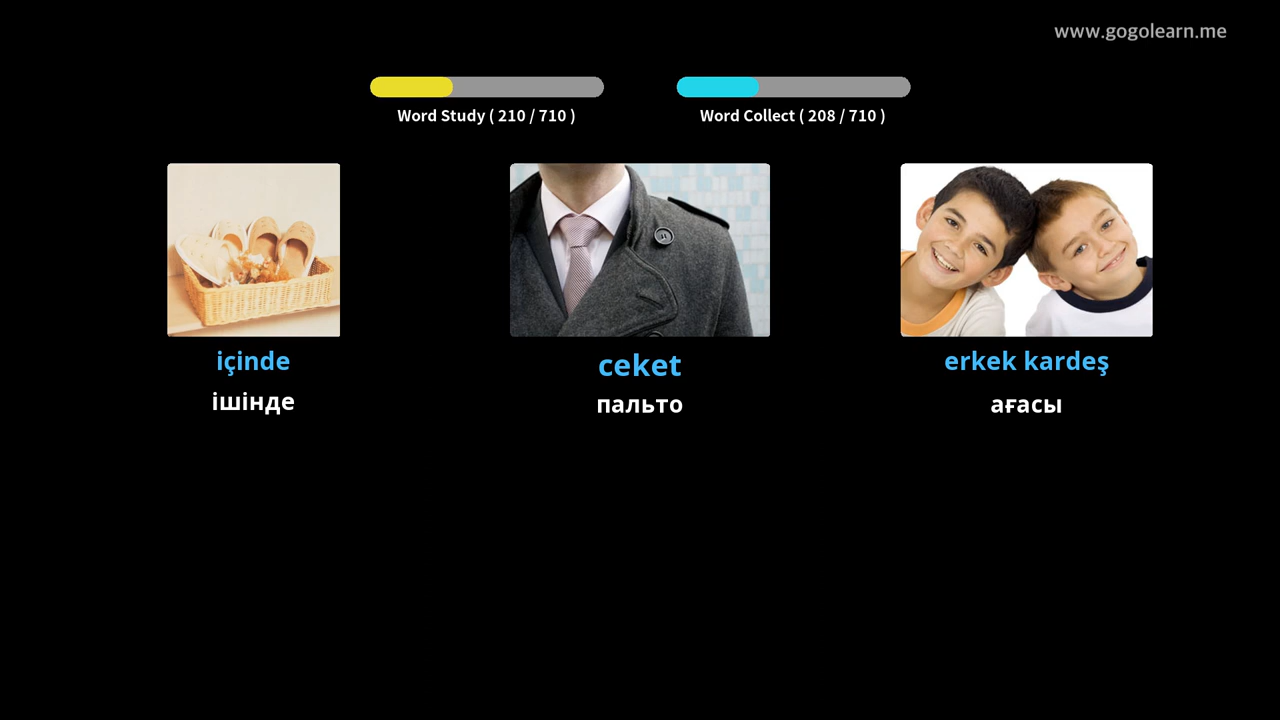 www.gogolearn.me
Word Study ( 210 / 710 )
Word Collect ( 208 / 710 )
içinde
ceket
erkek kardeş
ішінде
пальто
ағасы